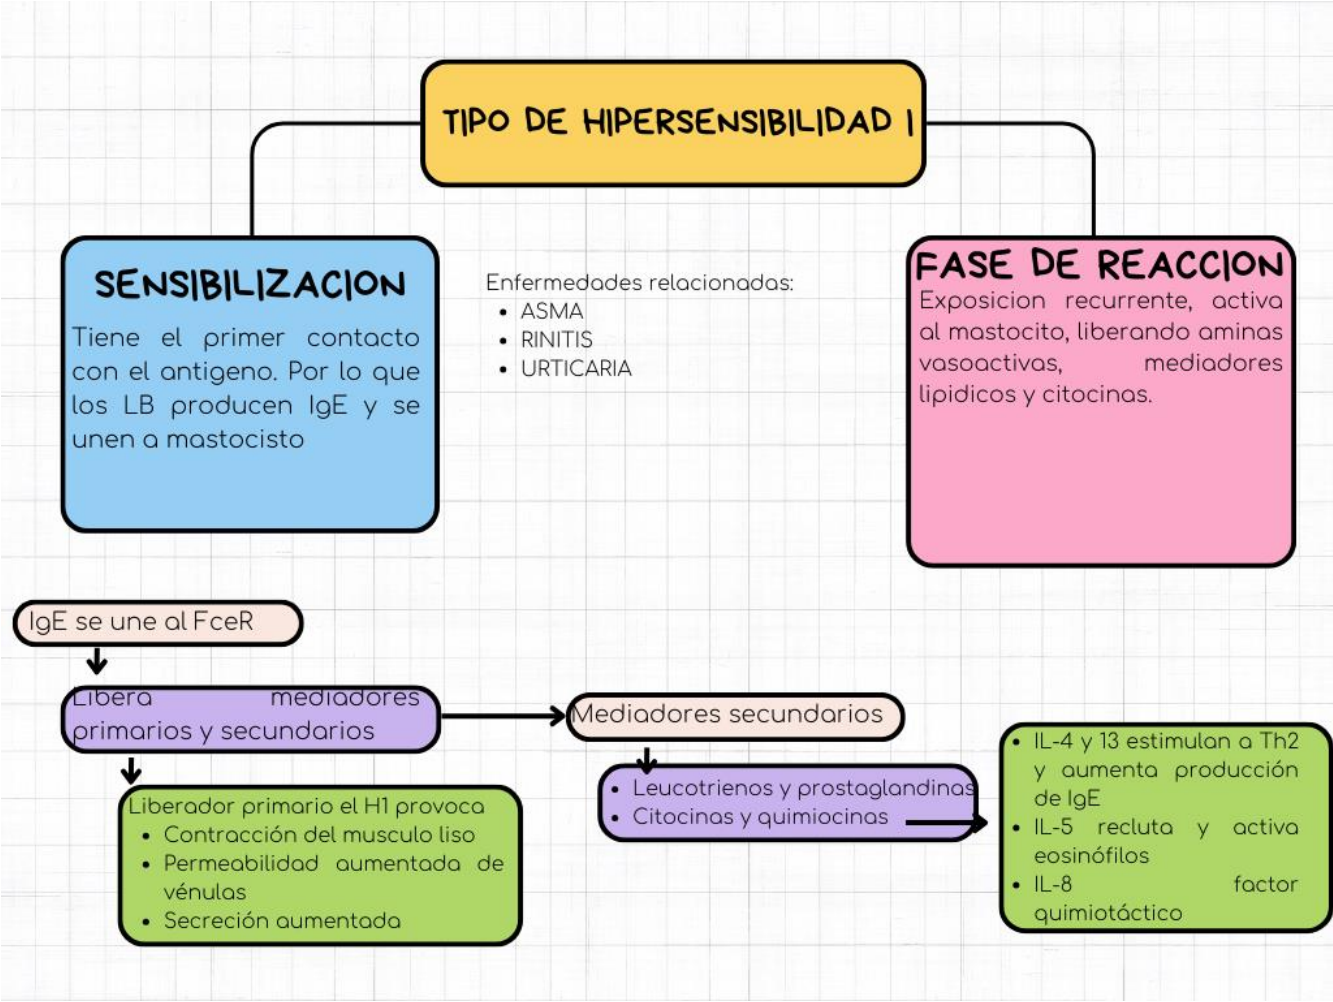 TIPO DE HIPERSENSIBILIDAD I
SENSIBILIZACION
Tiene el primer contacto
con el antigeno. Por lo que
los LB producen IgE y se
unen a mastocisto
Enfermedades relacionadas:
• ASMA
• RINITIS
• URTICARIA
FASE DE REACCION
Exposicion recurrente, activa
al mastocito, liberando aminas
vasoactivas, mediadores
lipidicos y citocinas.
IgE se une al FceR
Libera mediadores
primarios y secundarios
Liberador primario el H1 provoca
• Contracción del musculo liso
• Permeabilidad aumentada de
vénulas
• Secreción aumentada
Mediadores secundarios
• Leucotrienos y prostaglandinas
• Citocinas y quimiocinas
• IL-4 y 13 estimulan a Th2
y aumenta producción
de IgE
• IL-5 recluta y activa
eosinófilos
• IL-8 factor
quimiotáctico